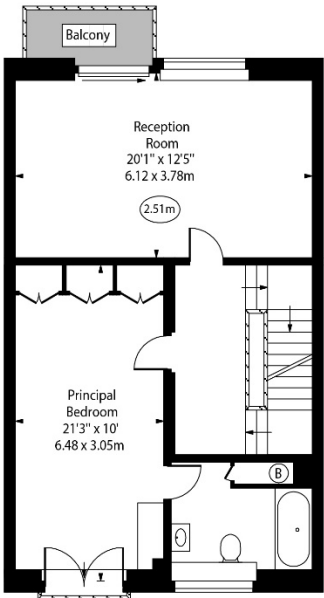 Balcony
Reception
Room
20'1" x 12'5"
6.12 x 3.78m
2.51m
Principal
Bedroom
21'3" x 10'
6.48 x 3.05m
B